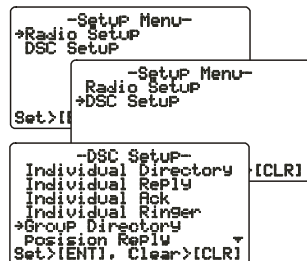 -Setup Menu-
→Radio Setup
DSC Setup
Set>[E
-Setup Menu-
Radio Setup
→DSC Setup
[CLR]
-DSC Setup-
Individual Directory
Individual Reply
Individual Ack
Individual Ringer
→Group Directory
Posision Reply ▼
Set>[ENT], Clear>[CLR]